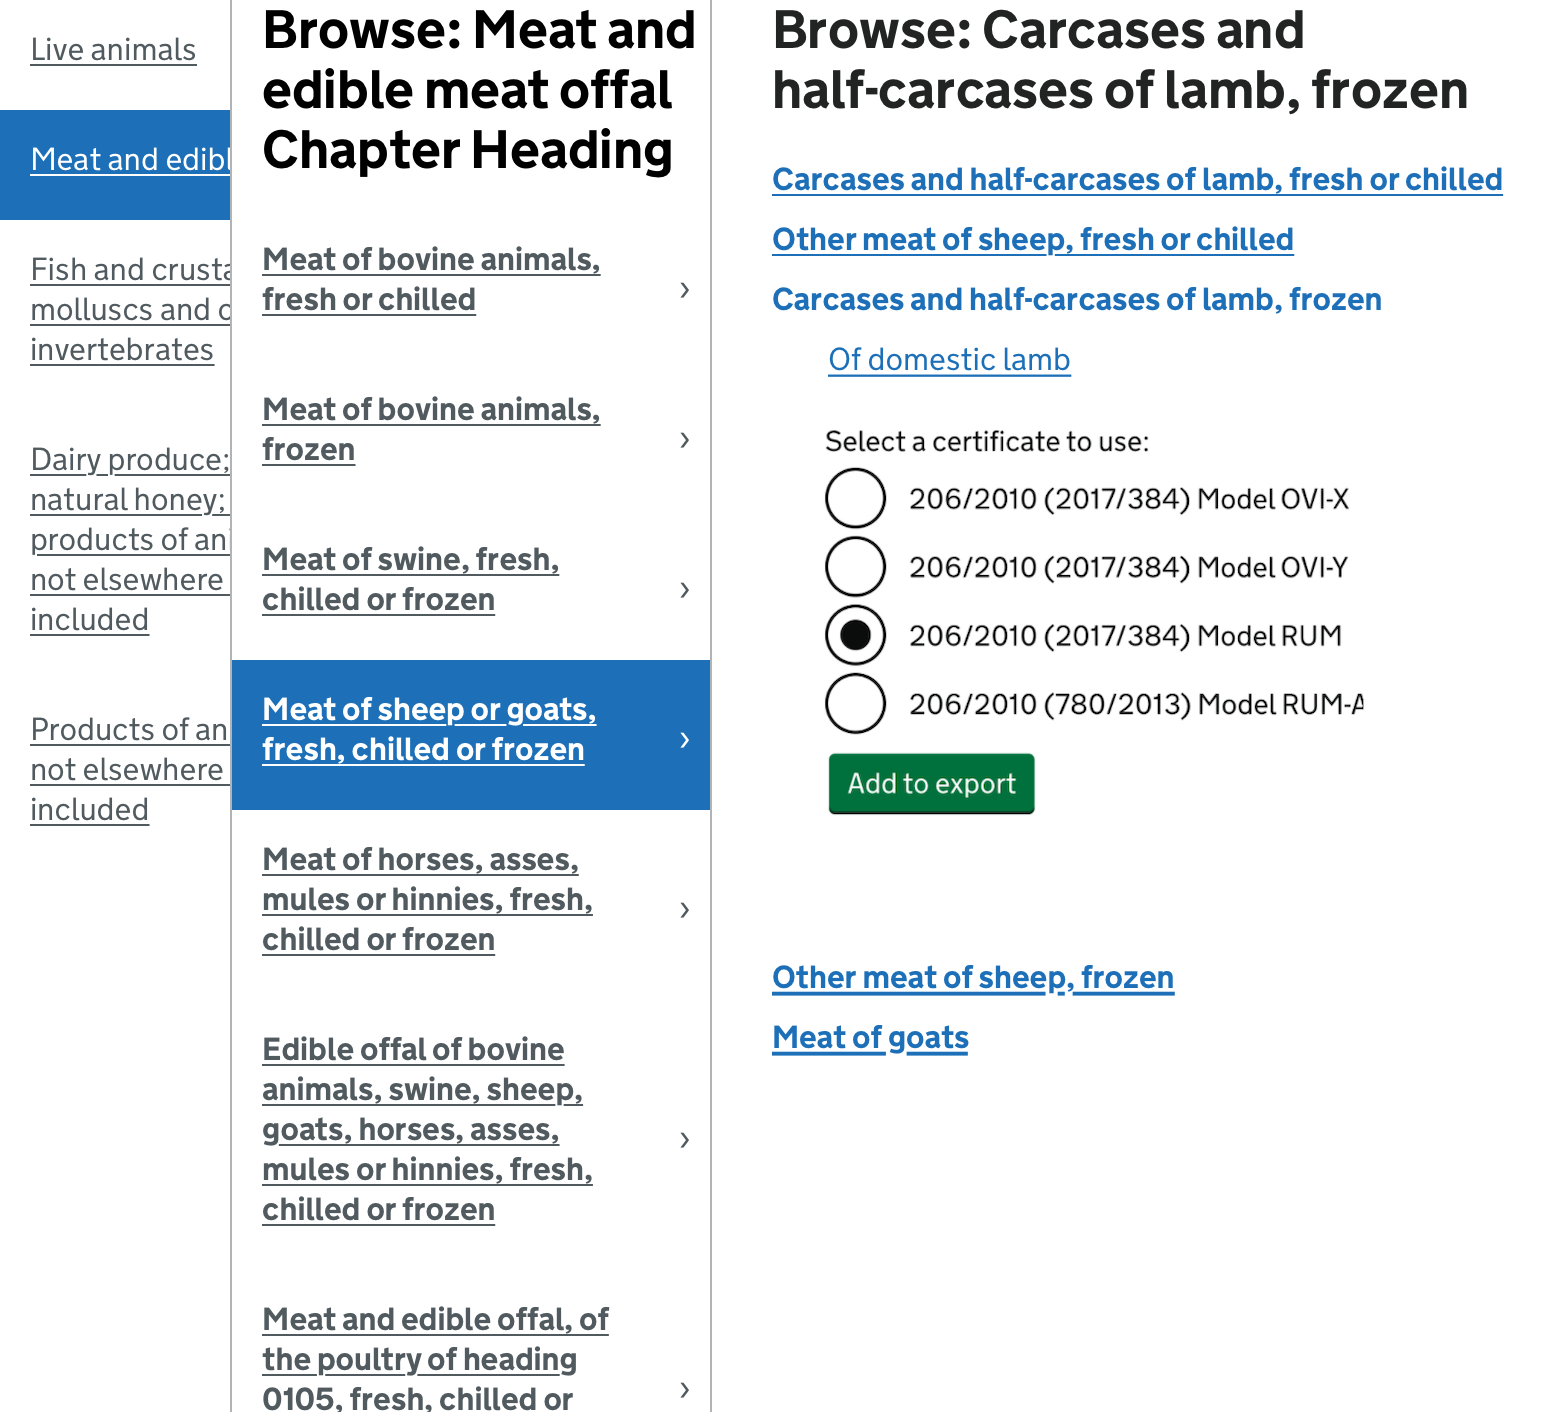 Live animals
Meat and edibl
Fish and crusta
molluscs and c
invertebrates
Dairy produce;
natural honey;
products of an
not elsewhere
included
Products of an
not elsewhere
included
Browse: Meat and
edible meat offal
Chapter Heading
Meat of bovine animals,
fresh or chilled
›
Meat of bovine animals,
frozen
›
Meat of swine, fresh,
chilled or frozen
›
Meat of sheep or goats,
fresh, chilled or frozen
›
Meat of horses, asses,
mules or hinnies, fresh,
chilled or frozen
›
Edible offal of bovine
animals, swine, sheep,
goats, horses, asses,
mules or hinnies, fresh,
chilled or frozen
›
Meat and edible offal, of
the poultry of heading
0105, fresh, chilled or
›
Browse: Carcases and
half-carcases of lamb, frozen
Carcases and half-carcases of lamb, fresh or chilled
Other meat of sheep, fresh or chilled
Carcases and half-carcases of lamb, frozen
Of domestic lamb
Select a certificate to use:
206/2010 (2017/384) Model OVI-X
206/2010 (2017/384) Model OVI-Y
206/2010 (2017/384) Model RUM
206/2010 (780/2013) Model RUM-A
Add to export
Other meat of sheep, frozen
Meat of goats